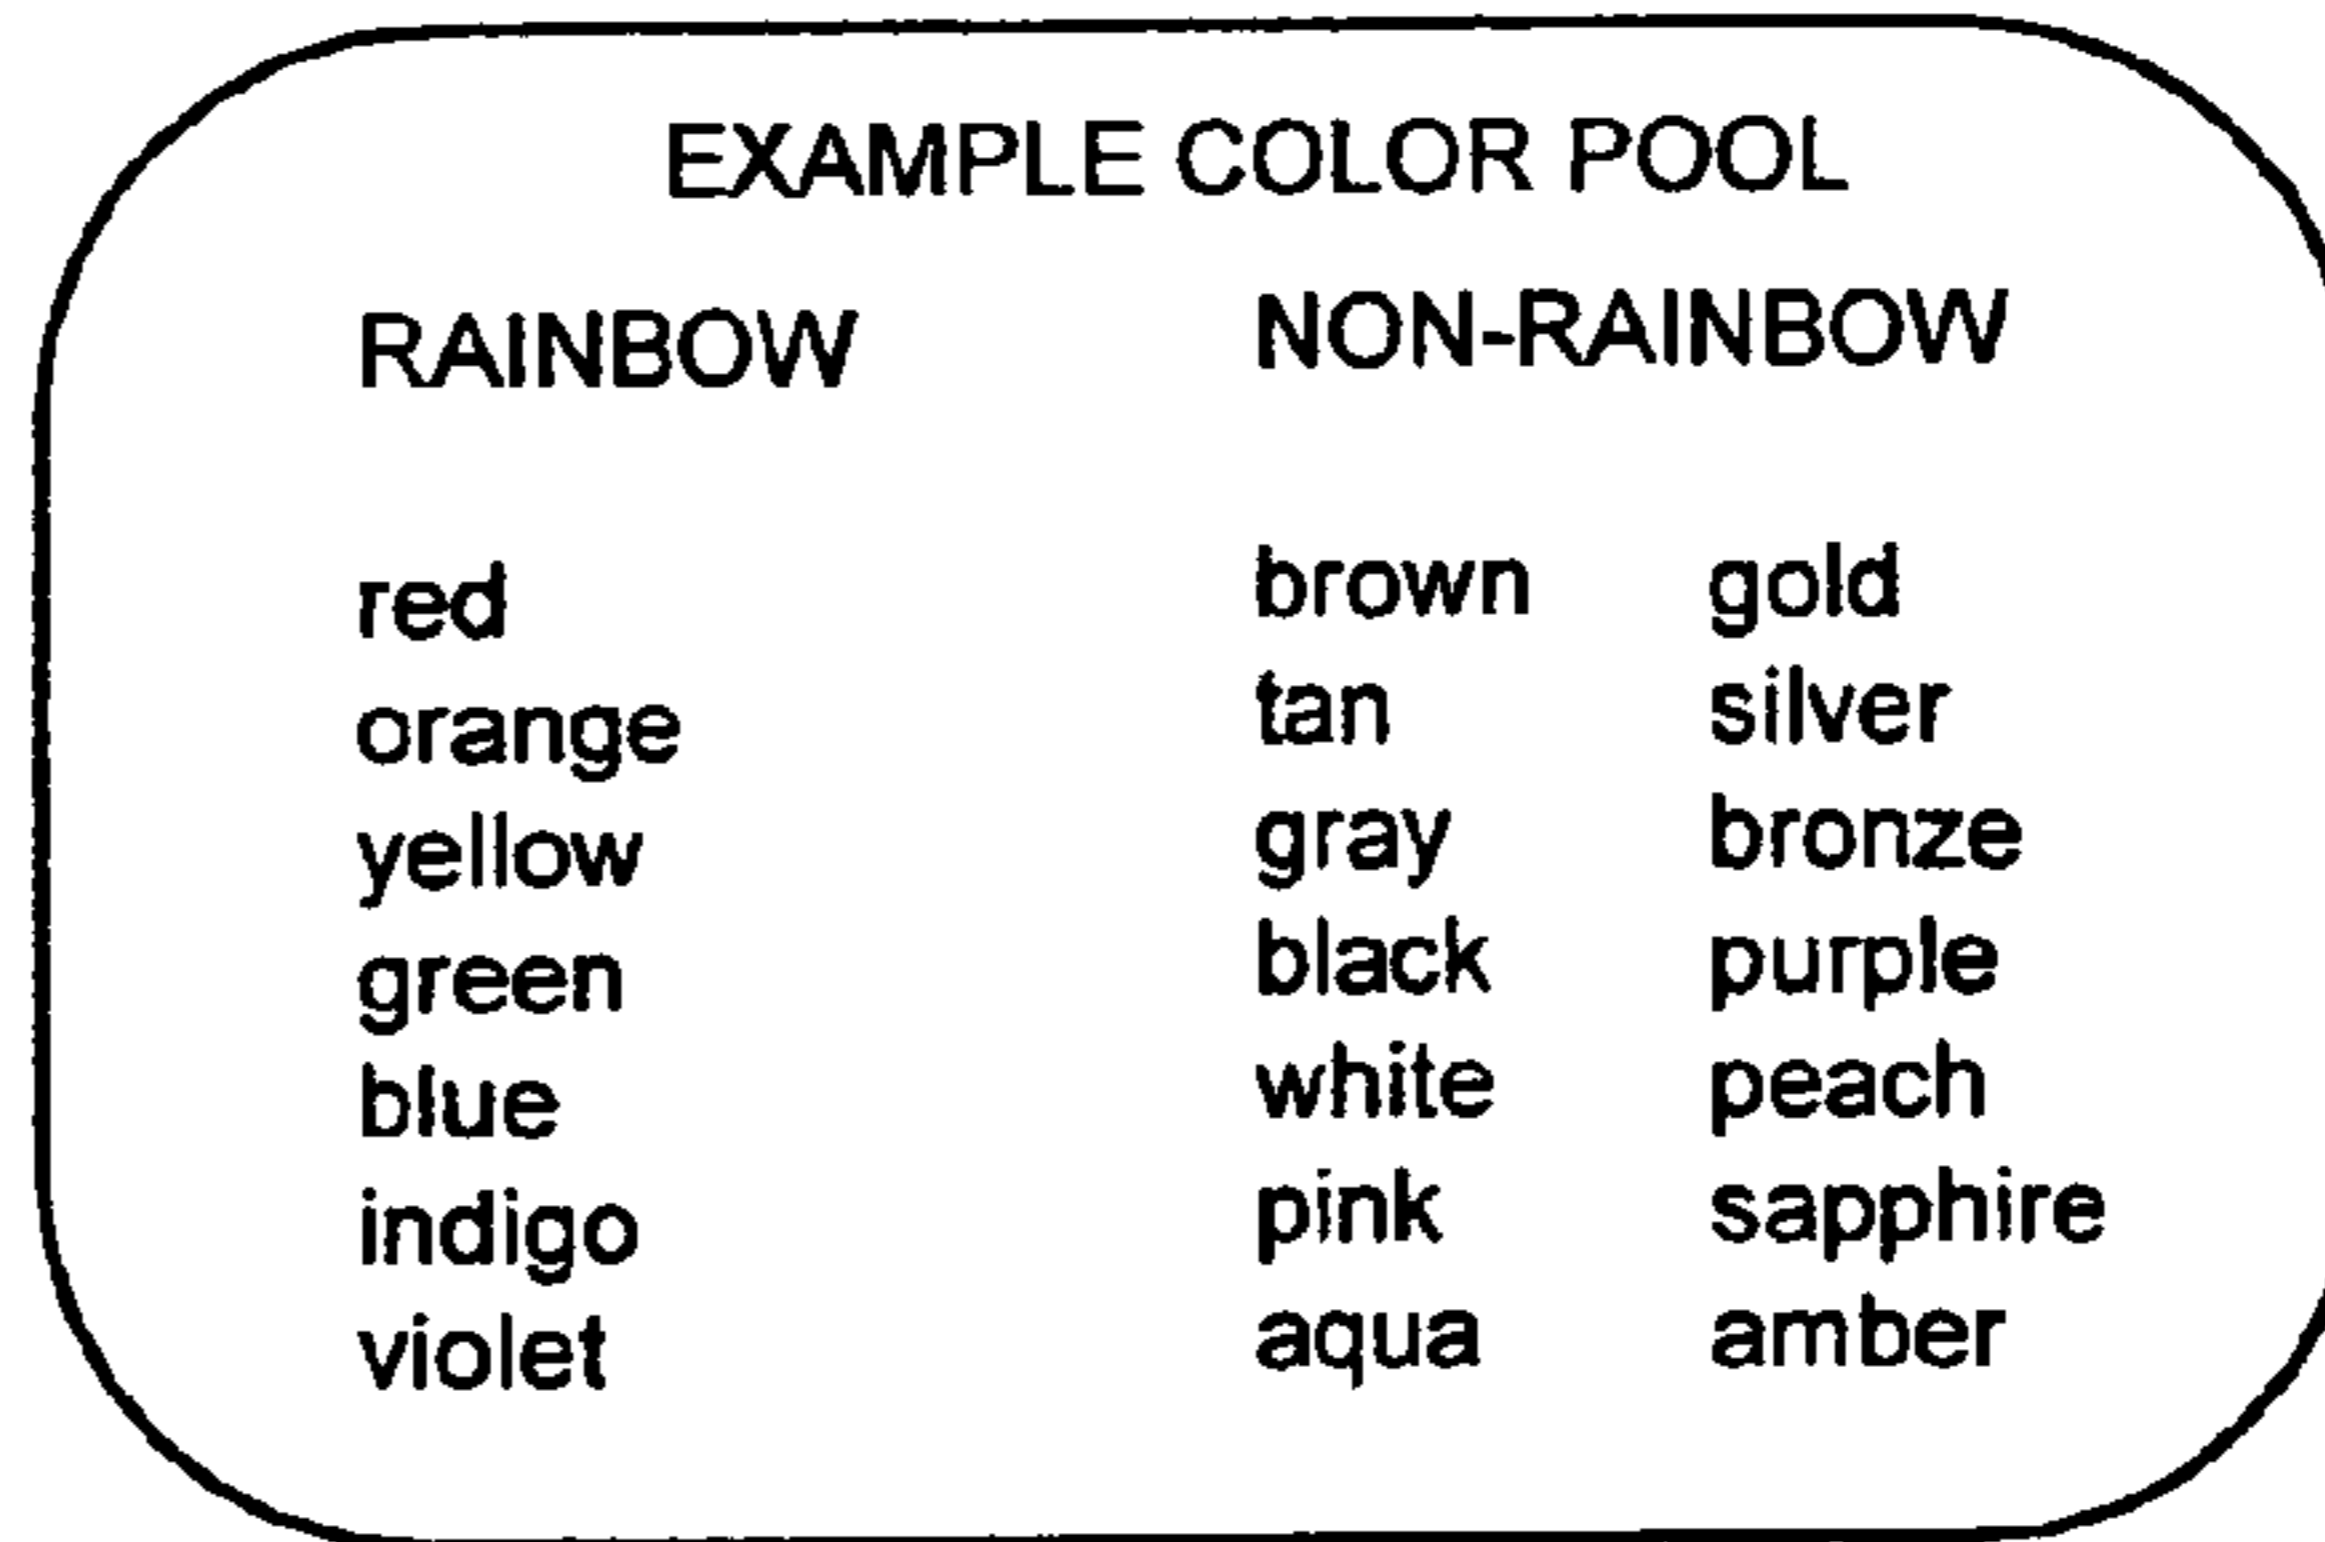 EXAMPLE COLOR POOL
RAINBOW NON-RAINBOW
red brown gold
orange tan silver
yellow gray bronze
green black purple
blue white peach
indigo pink sapphire
violet aqua amber